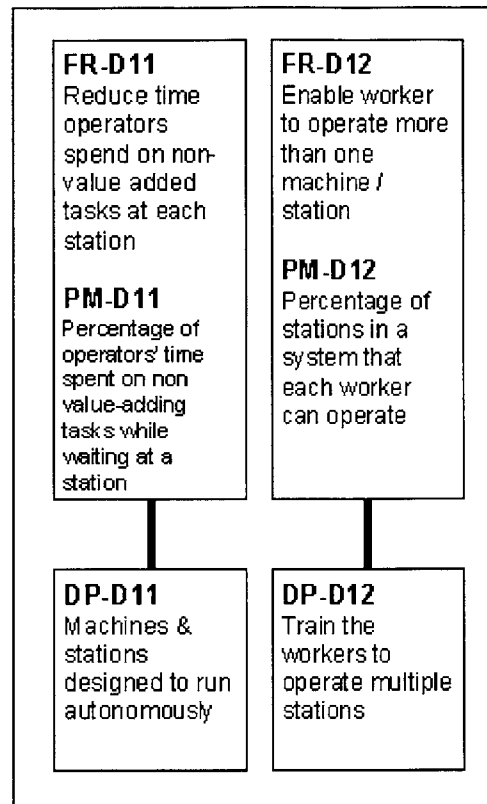 FR-D11
Reduce time
operators
spend on non-
value added
tasks at each
station
PM-D11
Percentage of
operators' time
spent on non
value-adding
tasks while
waiting at a
station
FR-D12
Enable worker
to operate more
than one
machine /
station
PM-D12
Percentage of
stations in a
system that
each worker
can operate
DP-D11
Machines &
stations
designed to run
autonomously
DP-D12
Train the
workers to
operate multiple
stations